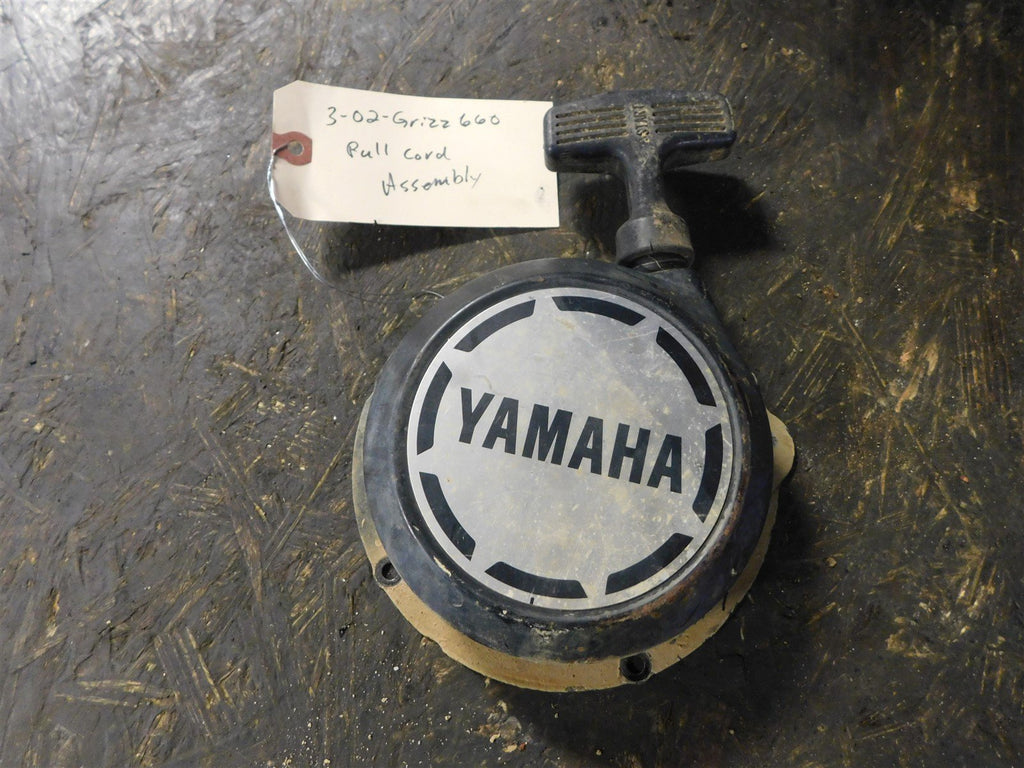 3-02-Grizz 660
Pull cord
Assembly
YAMAHA